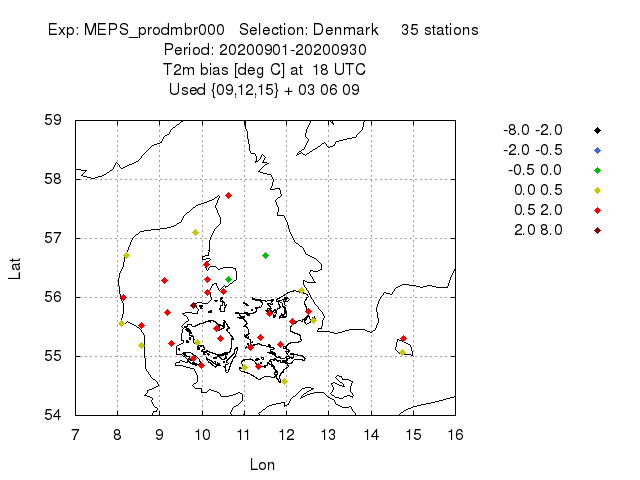 Exp: MEPS_prodmbr000 Selection: Denmark 35 stations
Period: 20200901-20200930
T2m bias [deg C] at 18 UTC
Used {09,12,15} + 03 06 09
59
58
57
56
55
54
Lat
7 8 9 10 11 12 13 14 15 16
Lon
-8.0 -2.0
-2.0 -0.5
-0.5 0.0
0.0 0.5
0.5 2.0
2.0 8.0